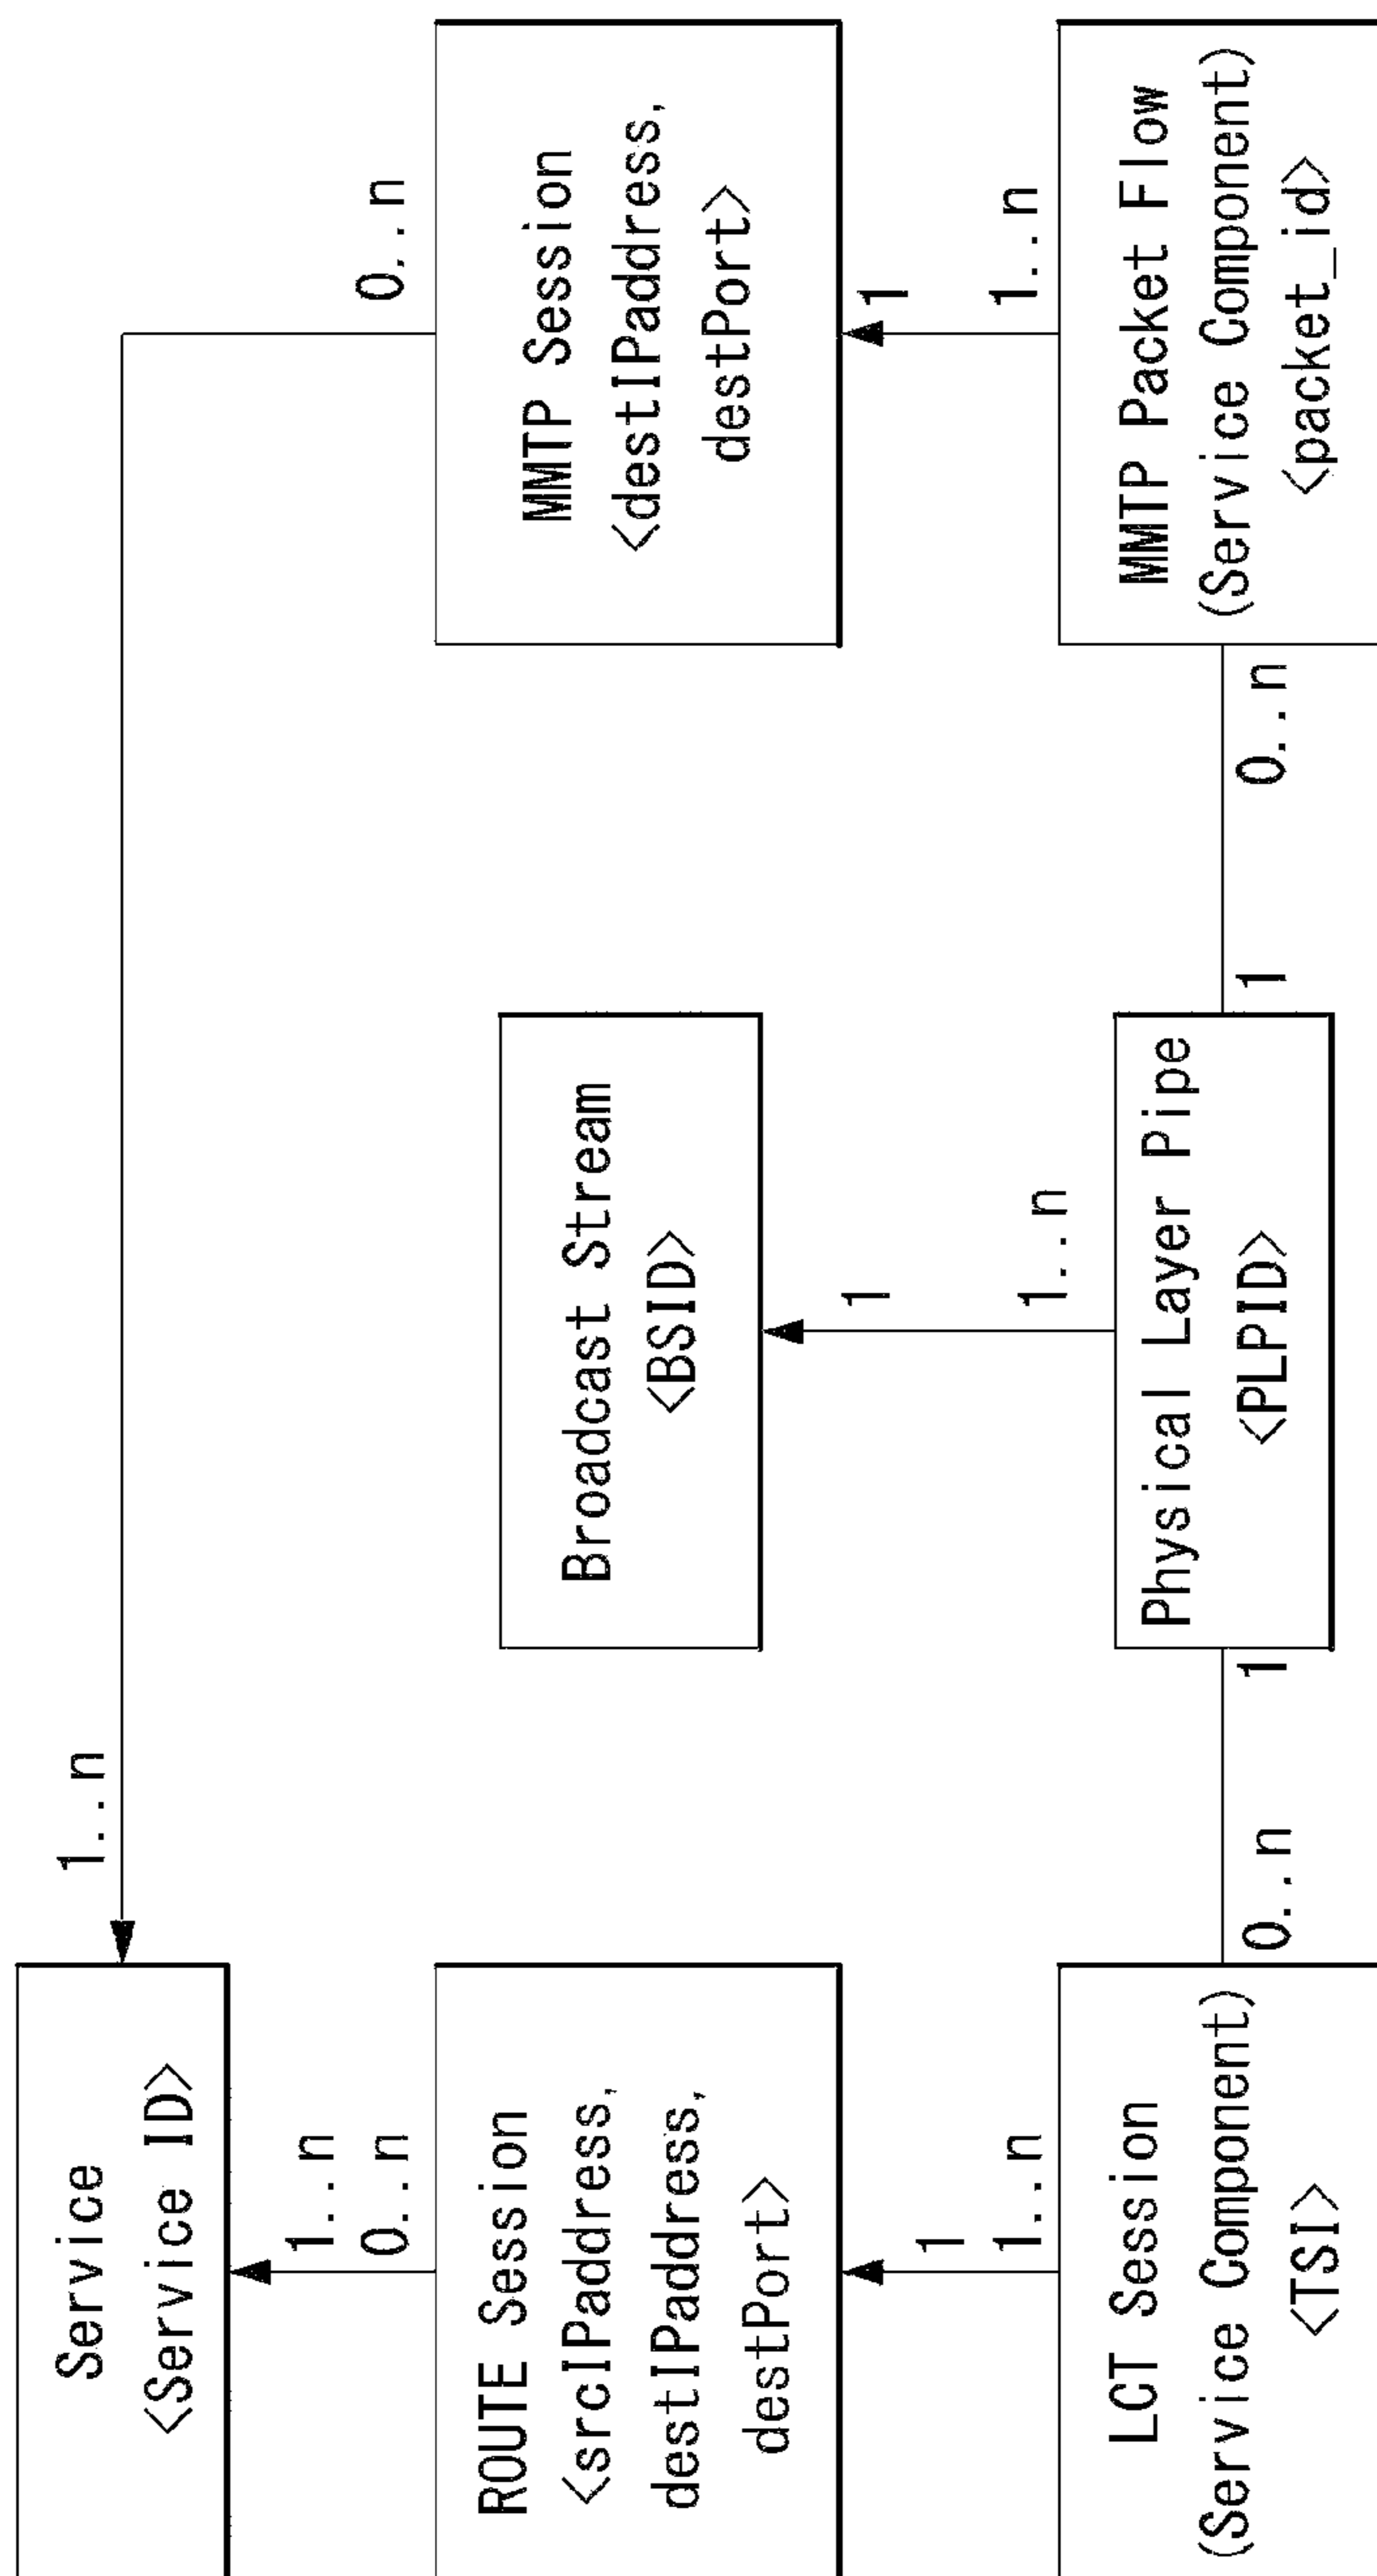 Service
<Service ID>
1..n
1..n
0..n
0..n
ROUTE Session
<srcIPaddress,
destIPaddress,
destPort>
Broadcast Stream
<BSID>
MMTP Session
<destIPaddress,
destPort>
1
1..n
1
1..n
1
1..n
LCT Session
(Service Component)
<TSI>
0..n
1
Physical Layer Pipe
<PLPID>
1
0..n
MMTP Packet Flow
(Service Component)
<packet_id>